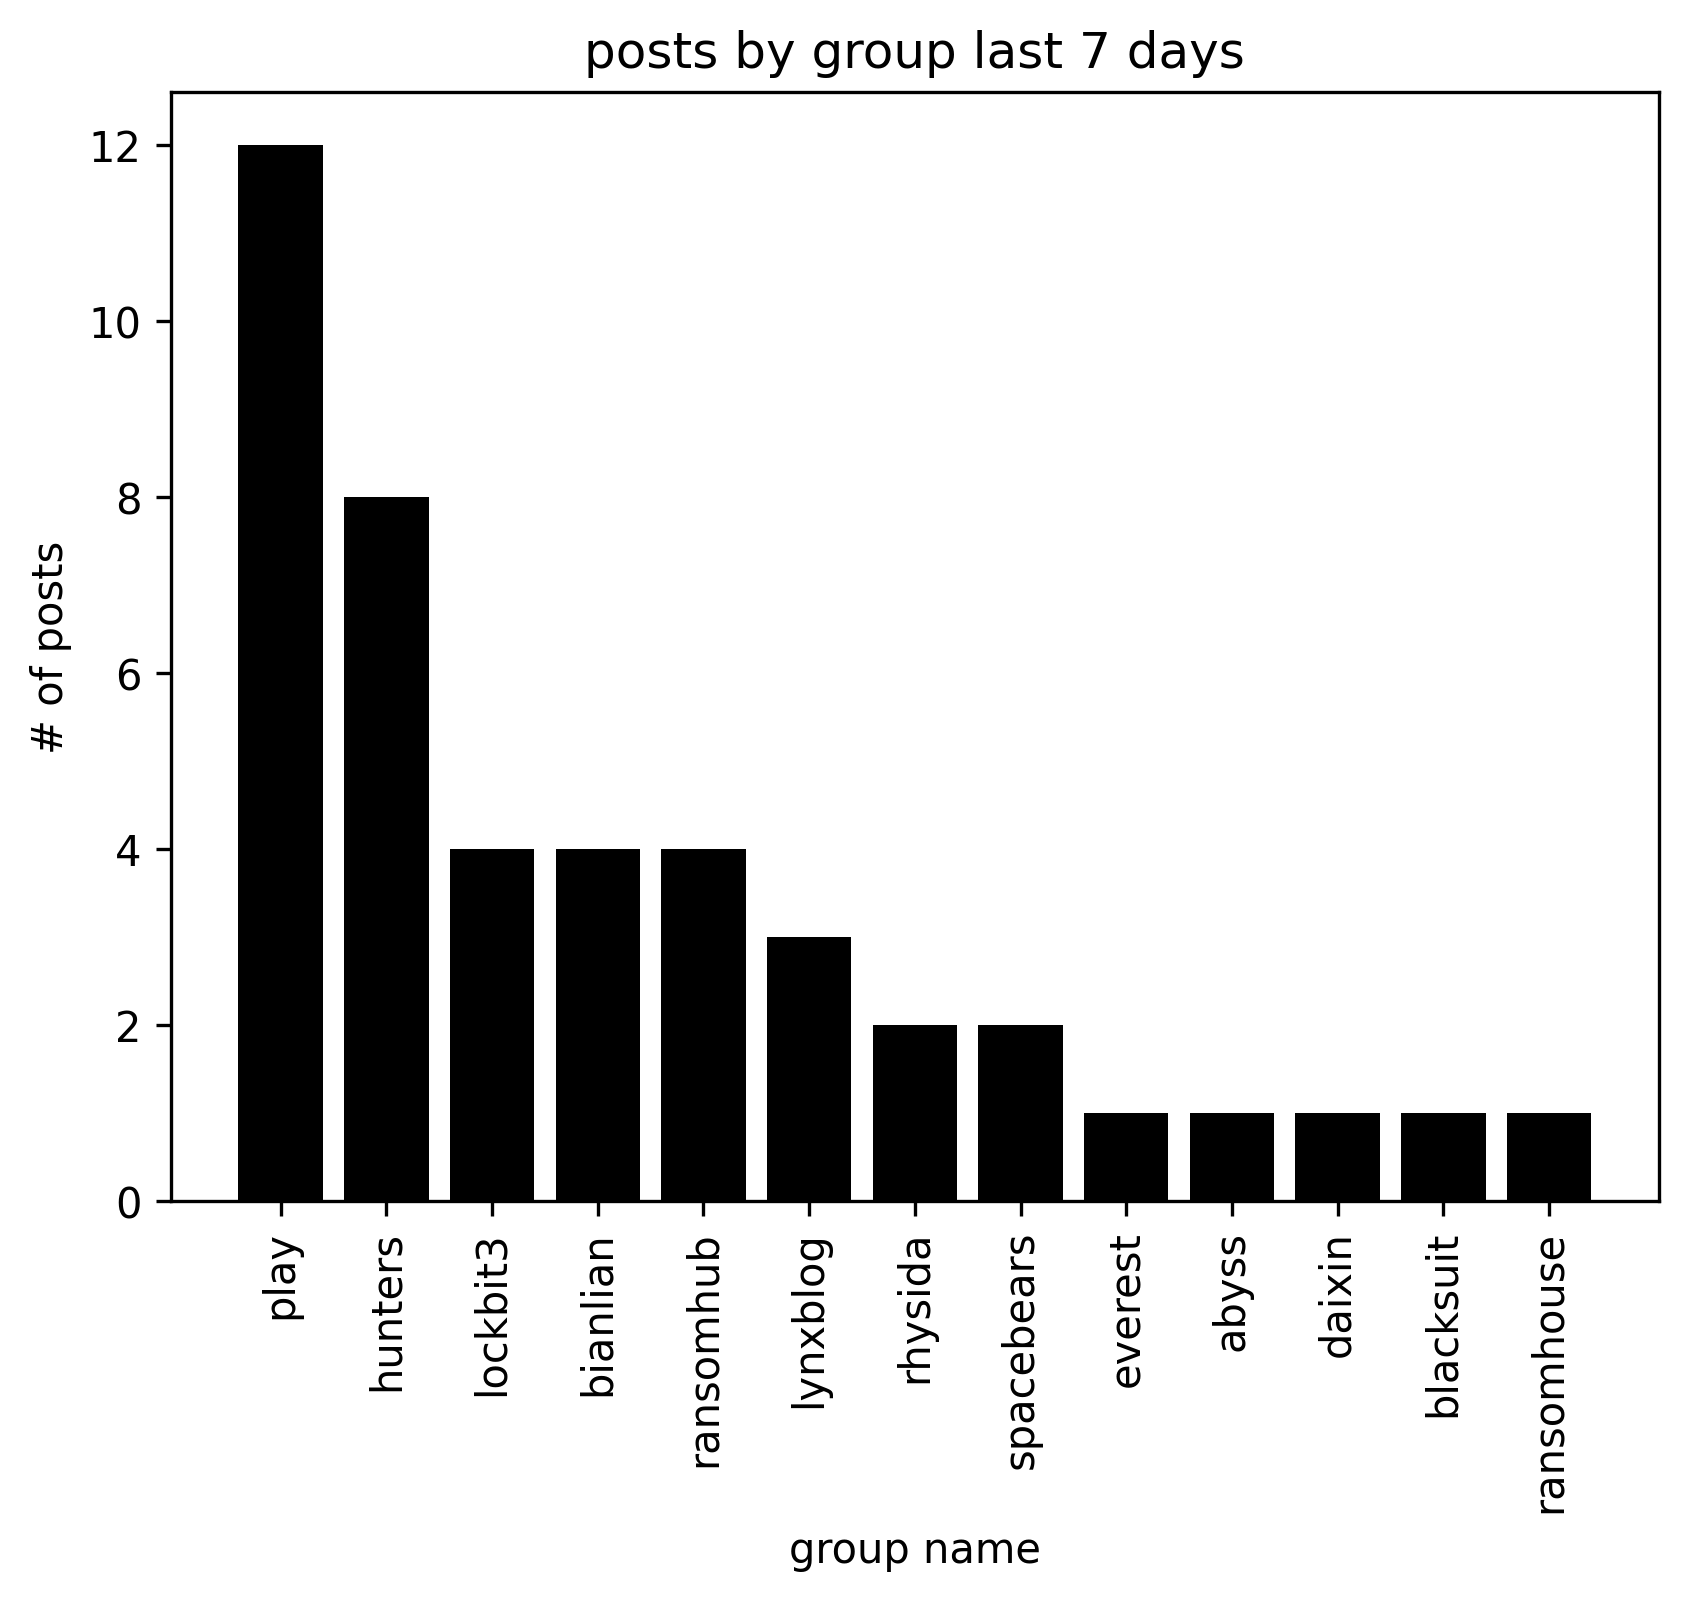 posts by group last 7 days
12
10
8
6
4
2
0
# of posts
play
hunters
lockbit3
bianlian
ransomhub
lynxblog
rhysida
spacebears
everest
abyss
daixin
blacksuit
ransomhouse
group name